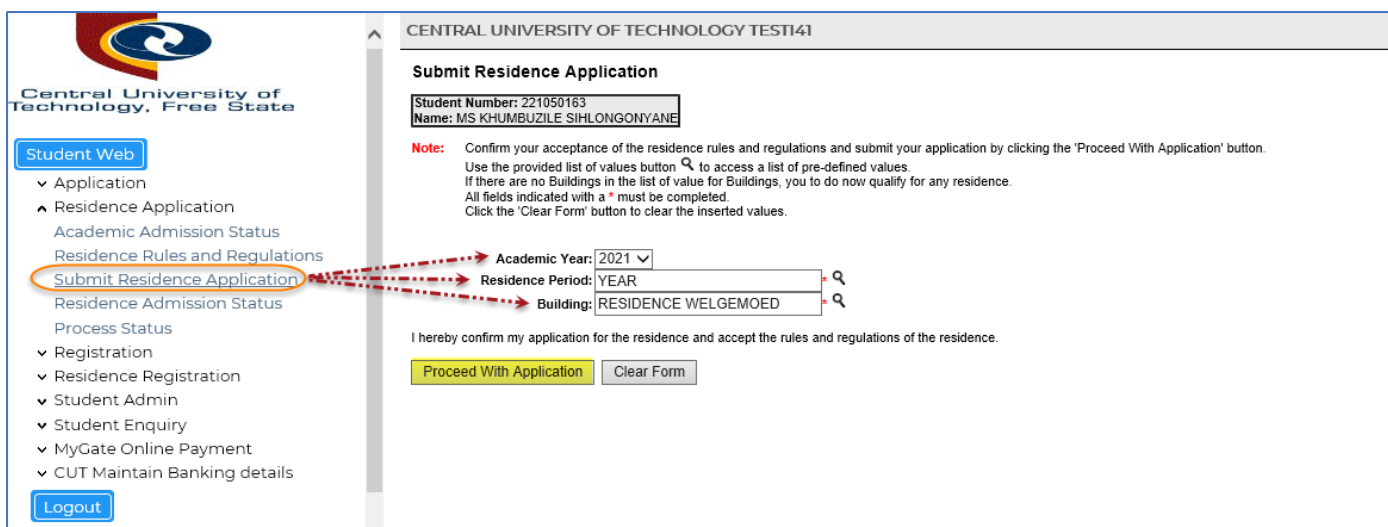 Central University of
Technology, Free State
Student Web
Application
Residence Application
Academic Admission Status
Residence Rules and Regulations
Submit Residence Application
Residence Admission Status
Process Status
Registration
Residence Registration
Student Admin
Student Enquiry
MyGate Online Payment
CUT Maintain Banking details
Logout
CENTRAL UNIVERSITY OF TECHNOLOGY TESTI41
Submit Residence Application
Student Number: 221050163
Name: MS KHUMBUZILE SIHLONGONYANE
Note: Confirm your acceptance of the residence rules and regulations and submit your application by clicking the 'Proceed With Application' button.
Use the provided list of values button to access a list of pre-defined values.
If there are no Buildings in the list of value for Buildings, you to do now qualify for any residence.
All fields indicated with a * must be completed.
Click the 'Clear Form' button to clear the inserted values.
Academic Year: 2021
Residence Period: YEAR *
Building: RESIDENCE WELGEMOED *
I hereby confirm my application for the residence and accept the rules and regulations of the residence.
Proceed With Application Clear Form